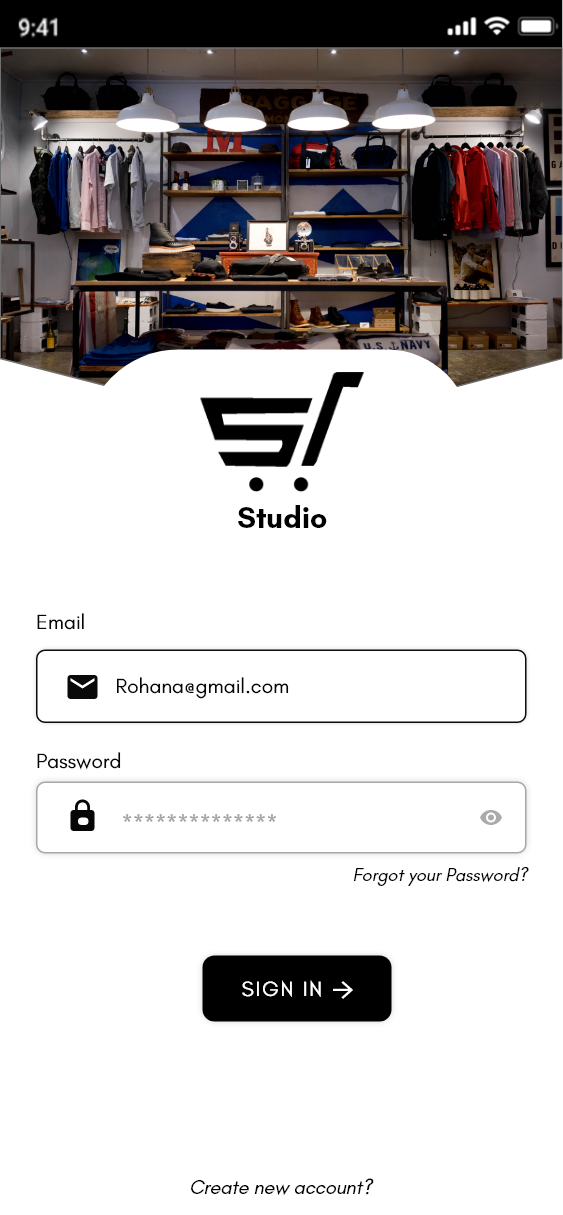 9:41
BAGGAGE
M
U.S. NAVY
Studio
Email
Rohana@gmail.com
Password
**************
Forgot your Password?
SIGN IN →
Create new account?